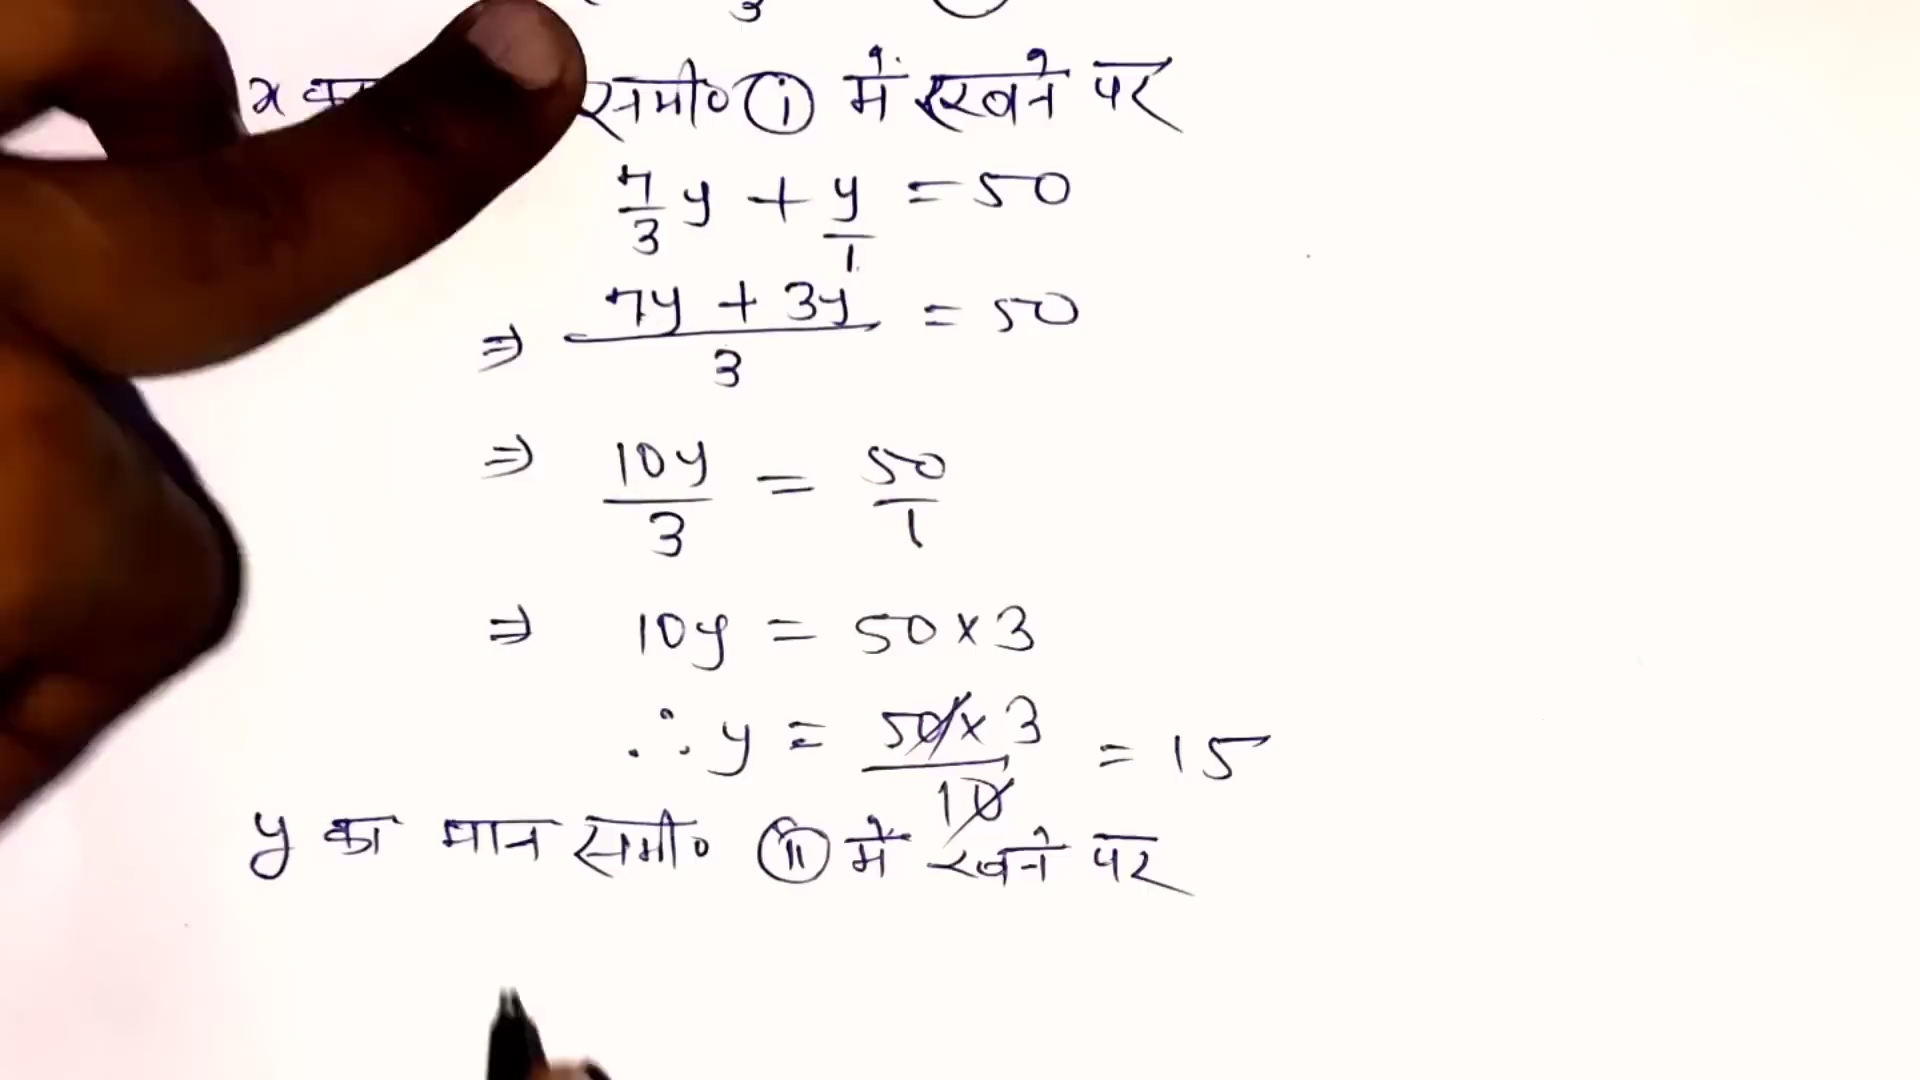 3
x का समी० (i) में रखने पर
7/3 y + y/1 = 50
⇒ (7y + 3y)/3 = 50
⇒ 10y/3 = 50/1
⇒ 10y = 50 × 3
∴ y = (50 × 3)/10 = 15
y का मान समी० (ii) में रखने पर